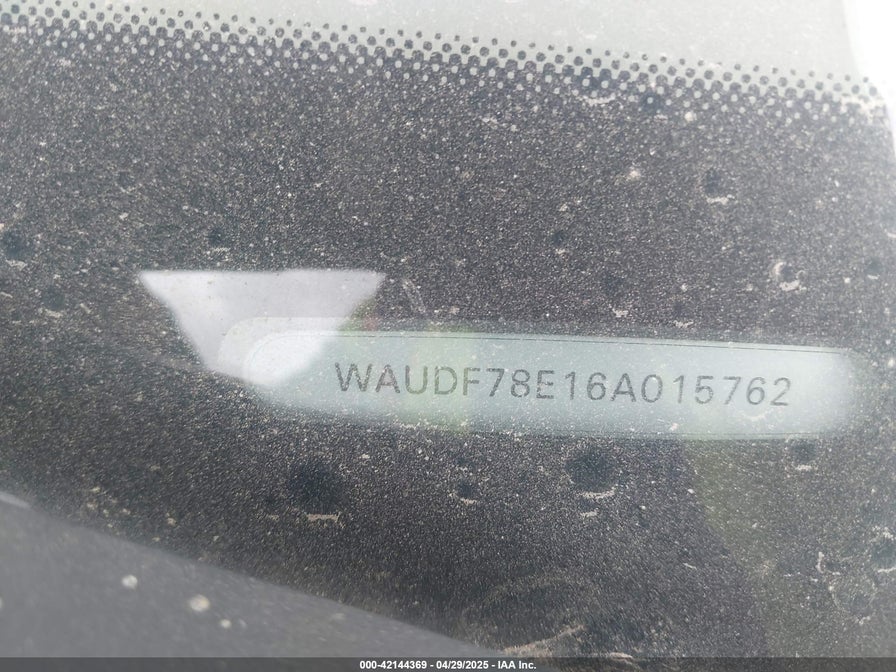 WAUDF78E16A015762
000-42144369 - 04/29/2025 - IAA Inc.